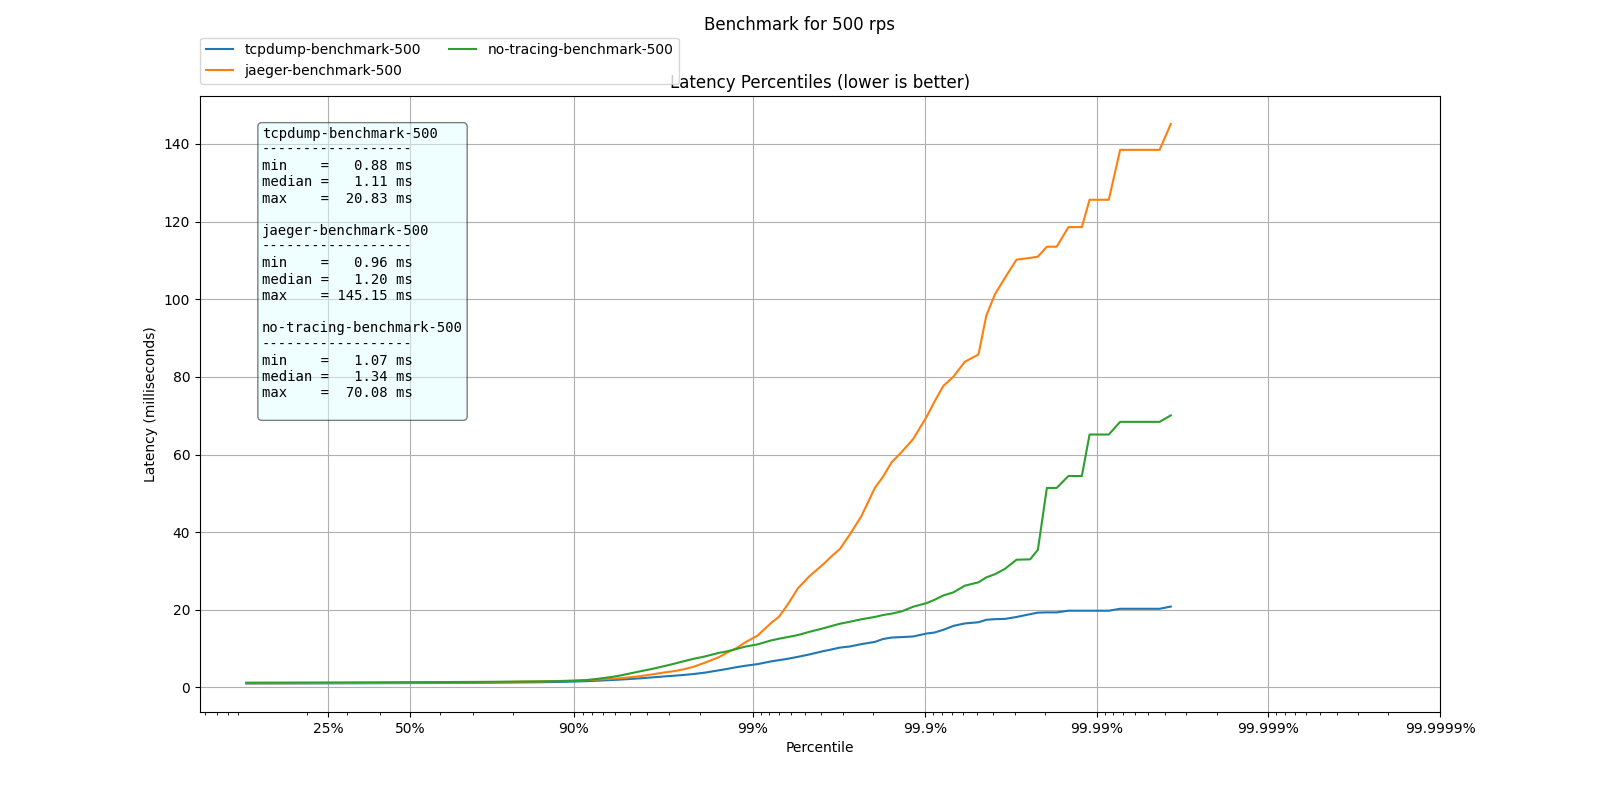 Benchmark for 500 rps
tcpdump-benchmark-500
jaeger-benchmark-500
no-tracing-benchmark-500
Latency Percentiles (lower is better)
tcpdump-benchmark-500
------------------
min    =   0.88 ms
median =   1.11 ms
max    =  20.83 ms
jaeger-benchmark-500
------------------
min    =   0.96 ms
median =   1.20 ms
max    = 145.15 ms
no-tracing-benchmark-500
------------------
min    =   1.07 ms
median =   1.34 ms
max    =  70.08 ms
Latency (milliseconds)
140
120
100
80
60
40
20
0
25% 50% 90% 99% 99.9% 99.99% 99.999% 99.9999%
Percentile